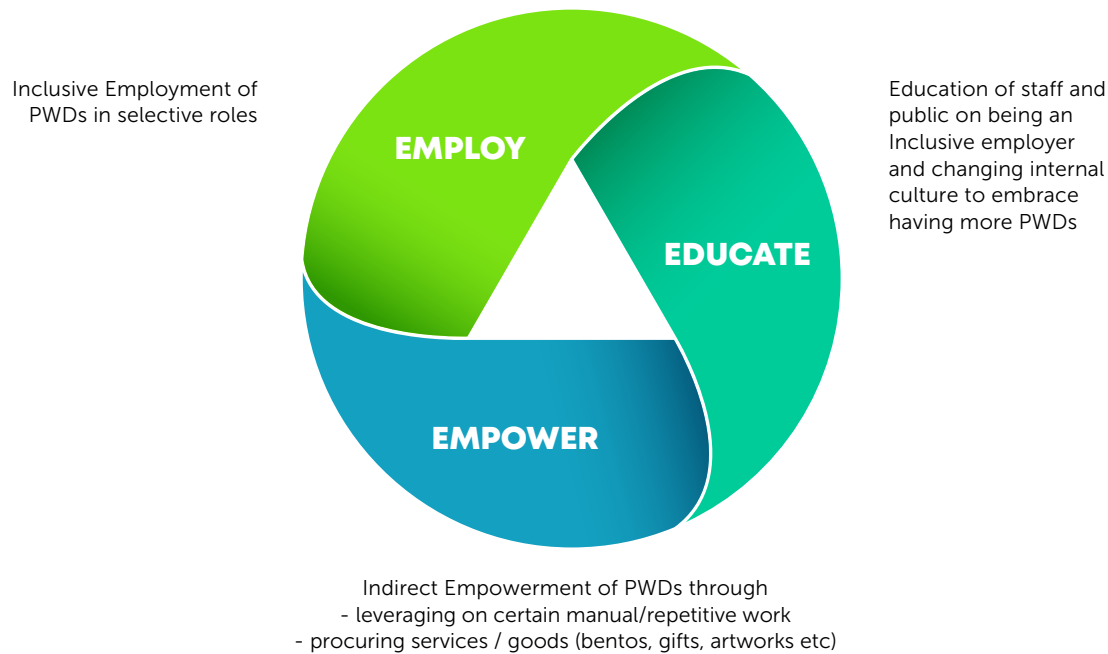 Inclusive Employment of
PWDs in selective roles
EMPLOY
Education of staff and
public on being an
Inclusive employer
and changing internal
culture to embrace
having more PWDs
EDUCATE
EMPOWER
Indirect Empowerment of PWDs through
- leveraging on certain manual/repetitive work
- procuring services / goods (bentos, gifts, artworks etc)